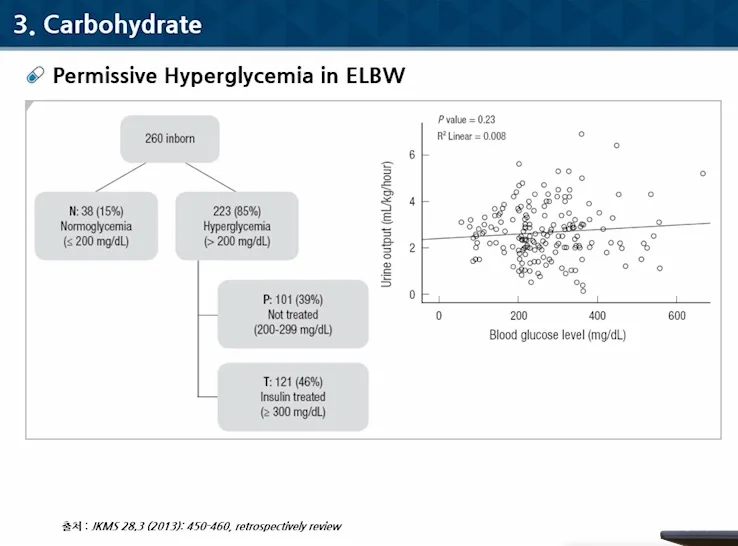 3. Carbohydrate
Permissive Hyperglycemia in ELBW
260 inborn
N: 38 (15%)
Normoglycemia
(≤ 200 mg/dL)
223 (85%)
Hyperglycemia
(> 200 mg/dL)
P: 101 (39%)
Not treated
(200-299 mg/dL)
T: 121 (46%)
Insulin treated
(≥ 300 mg/dL)
P value = 0.23
R² Linear = 0.008
Urine output (mL/kg/hour)
6
4
2
0
0 200 400 600
Blood glucose level (mg/dL)
출처 : JKMS 28.3 (2013): 450-460, retrospectively review